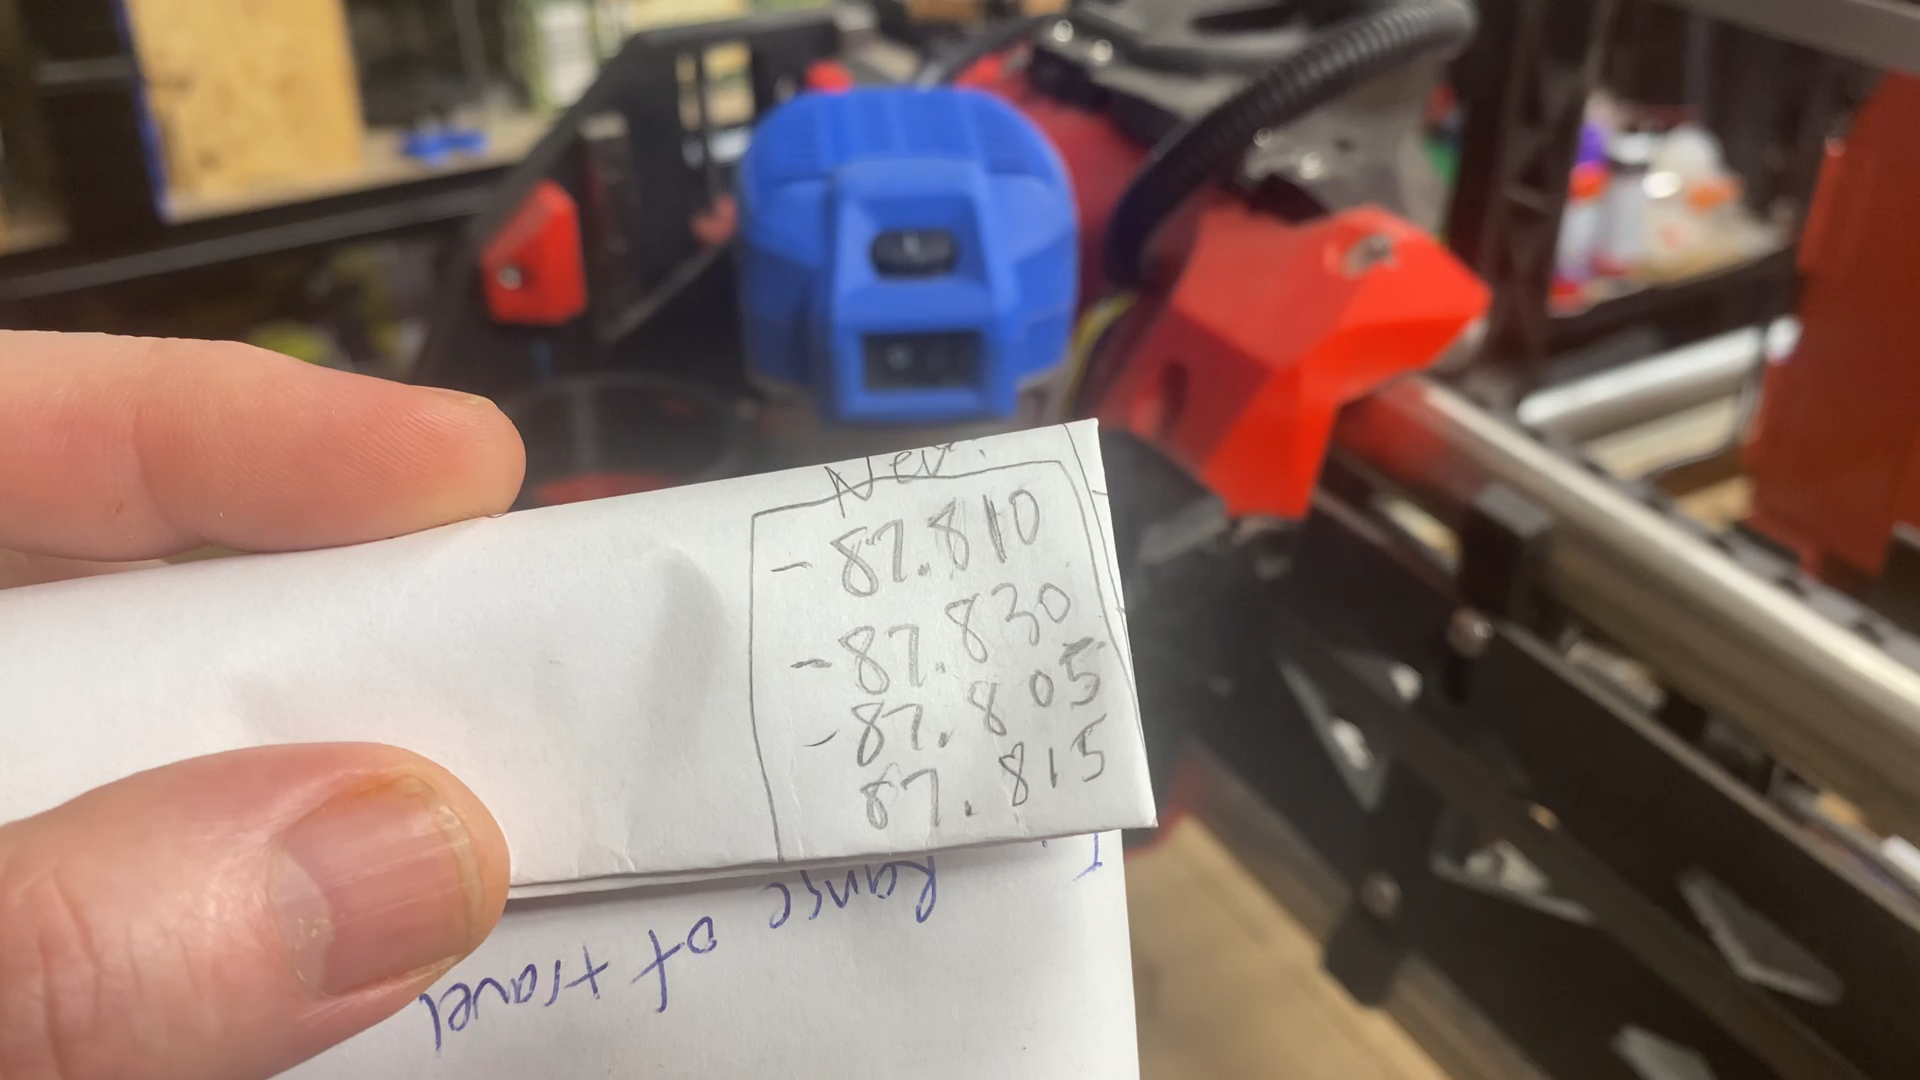 New.
- 87.810
- 87.830
- 87.805
87.815
Range of travel